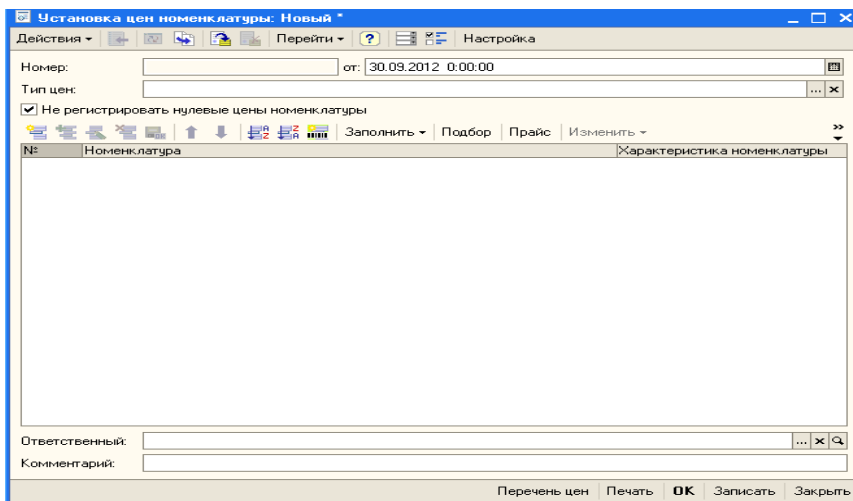 Установка цен номенклатуры: Новый *
Действия Перейти ? Настройка
Номер: от: 30.09.2012 0:00:00
Тип цен: ... x
Не регистрировать нулевые цены номенклатуры
Заполнить Подбор Прайс Изменить
№ Номенклатура Характеристика номенклатуры
Ответственный: ... x
Комментарий:
Перечень цен Печать OK Записать Закрыть